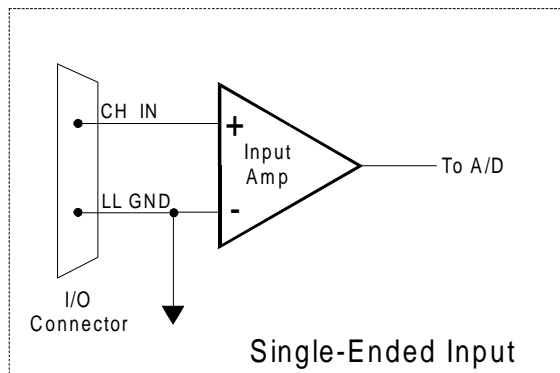 CH IN
+
Input
Amp
To A/D
LL GND
-
I/O
Connector
Single-Ended Input